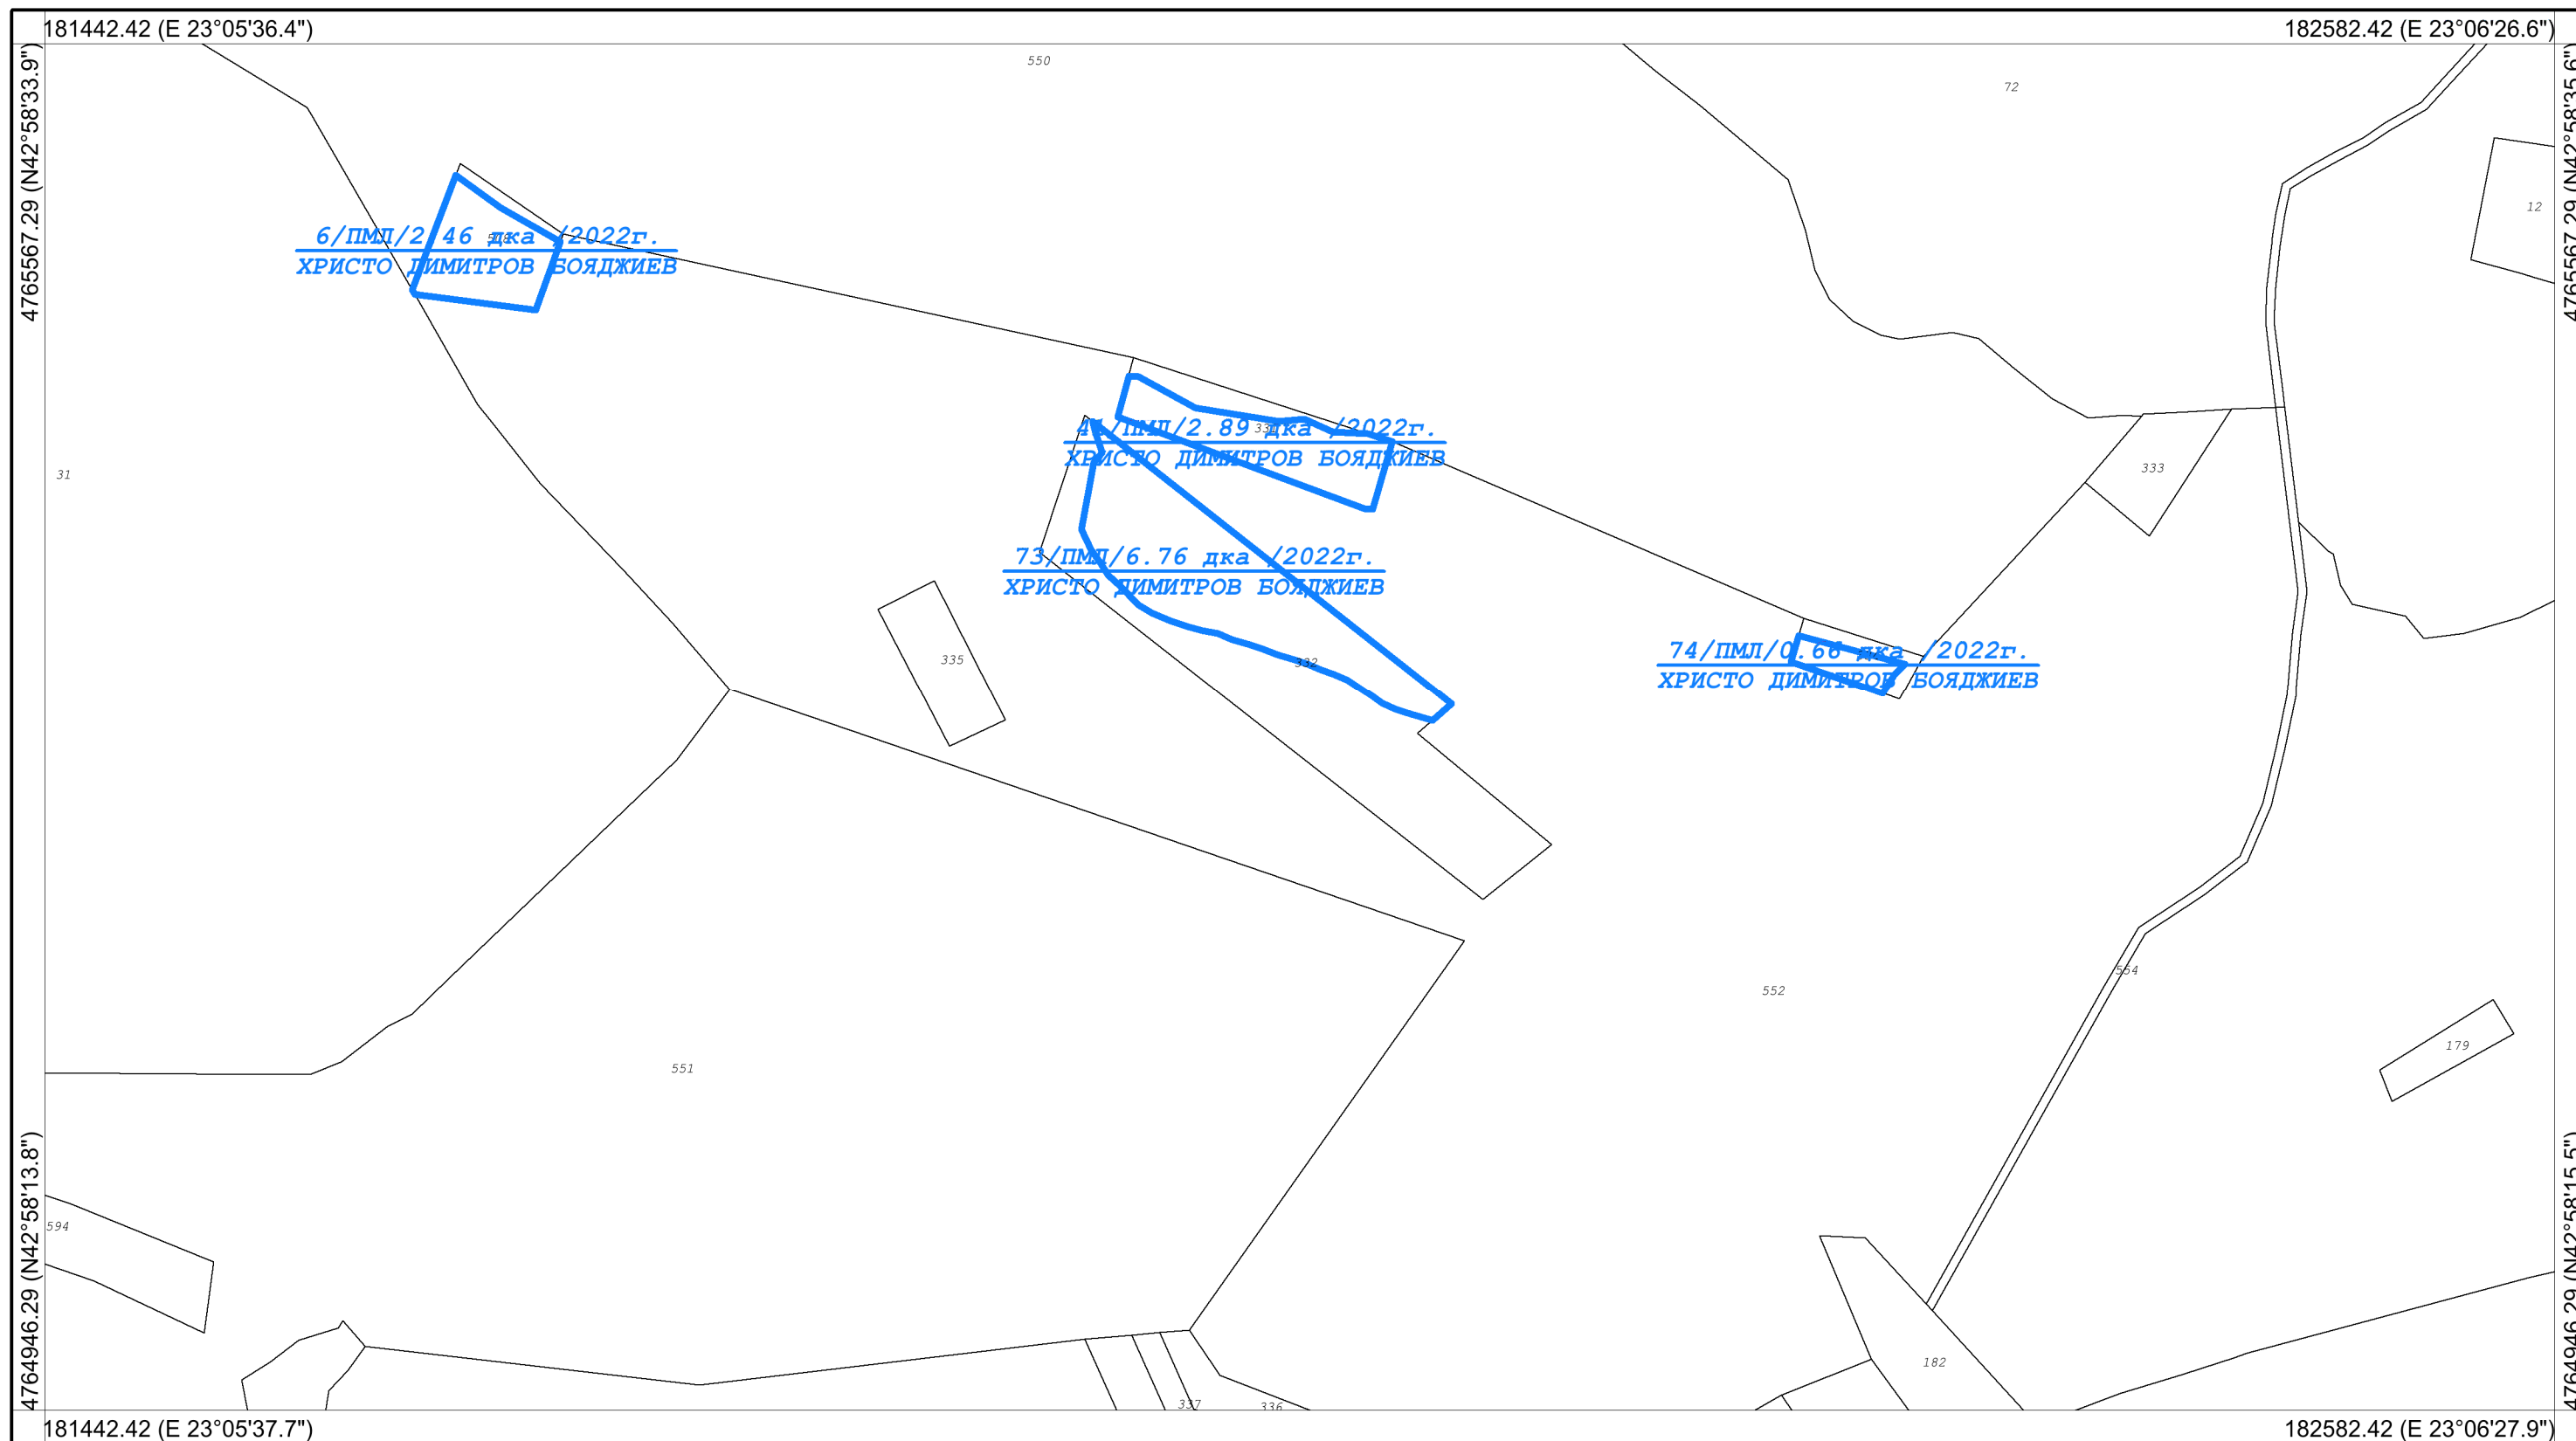 181442.42 (E 23°05'36.4")
182582.42 (E 23°06'26.6")
4765567.29 (N42°58'33.9")
4765567.29 (N42°58'35.6")
550
72
12
6/ПМЛ/2.46 дка /2022г.
ХРИСТО ДИМИТРОВ БОЯДЖИЕВ
/ПМЛ/2.89 дка /2022г.
ХРИСТО ДИМИТРОВ БОЯДЖИЕВ
31
333
73/ПМЛ/6.76 дка /2022г.
ХРИСТО ДИМИТРОВ БОЯДЖИЕВ
335
332
74/ПМЛ/0.66 дка /2022г.
ХРИСТО ДИМИТРОВ БОЯДЖИЕВ
554
552
551
179
594
182
337
336
4764946.29 (N42°58'13.8")
4764946.29 (N42°58'15.5")
181442.42 (E 23°05'37.7")
182582.42 (E 23°06'27.9")